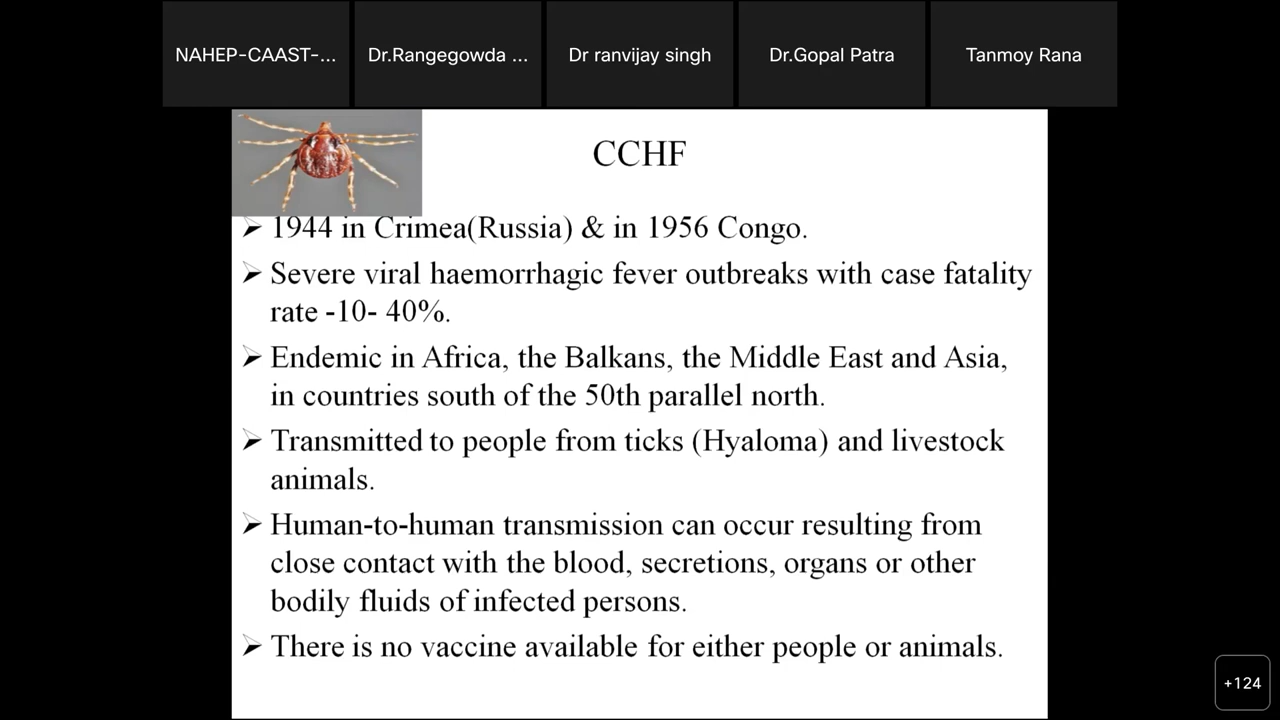 NAHEP-CAAST-...
Dr.Rangegowda ...
Dr ranvijay singh
Dr.Gopal Patra
Tanmoy Rana
CCHF
➢ 1944 in Crimea(Russia) & in 1956 Congo.
➢ Severe viral haemorrhagic fever outbreaks with case fatality
rate -10- 40%.
➢ Endemic in Africa, the Balkans, the Middle East and Asia,
in countries south of the 50th parallel north.
➢ Transmitted to people from ticks (Hyaloma) and livestock
animals.
➢ Human-to-human transmission can occur resulting from
close contact with the blood, secretions, organs or other
bodily fluids of infected persons.
➢ There is no vaccine available for either people or animals.
+124